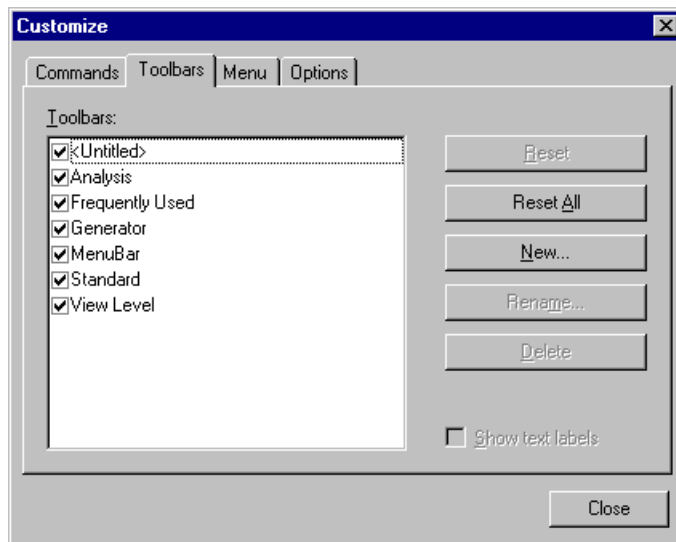 Customize
Commands Toolbars Menu Options
Toolbars:
<Untitled>
Analysis
Frequently Used
Generator
MenuBar
Standard
View Level
Reset
Reset All
New...
Rename...
Delete
Show text labels
Close